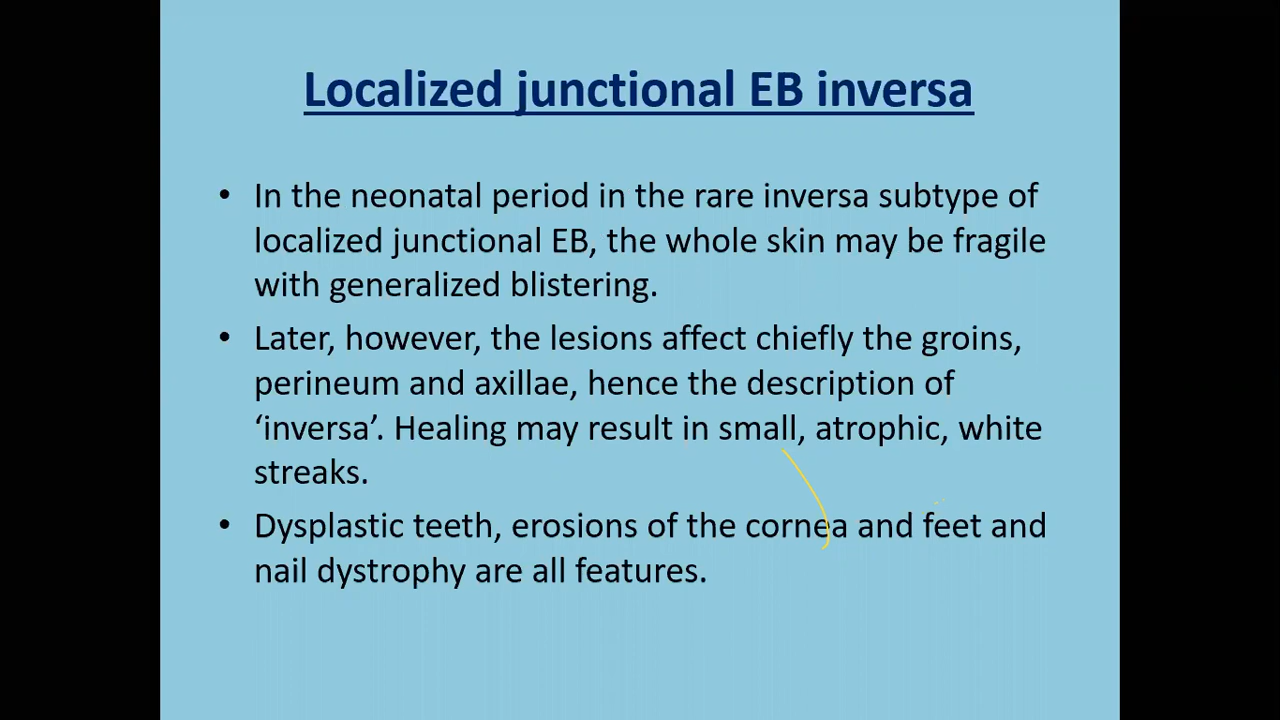 Localized junctional EB inversa
• In the neonatal period in the rare inversa subtype of
localized junctional EB, the whole skin may be fragile
with generalized blistering.
• Later, however, the lesions affect chiefly the groins,
perineum and axillae, hence the description of
‘inversa’. Healing may result in small, atrophic, white
streaks.
• Dysplastic teeth, erosions of the cornea and feet and
nail dystrophy are all features.